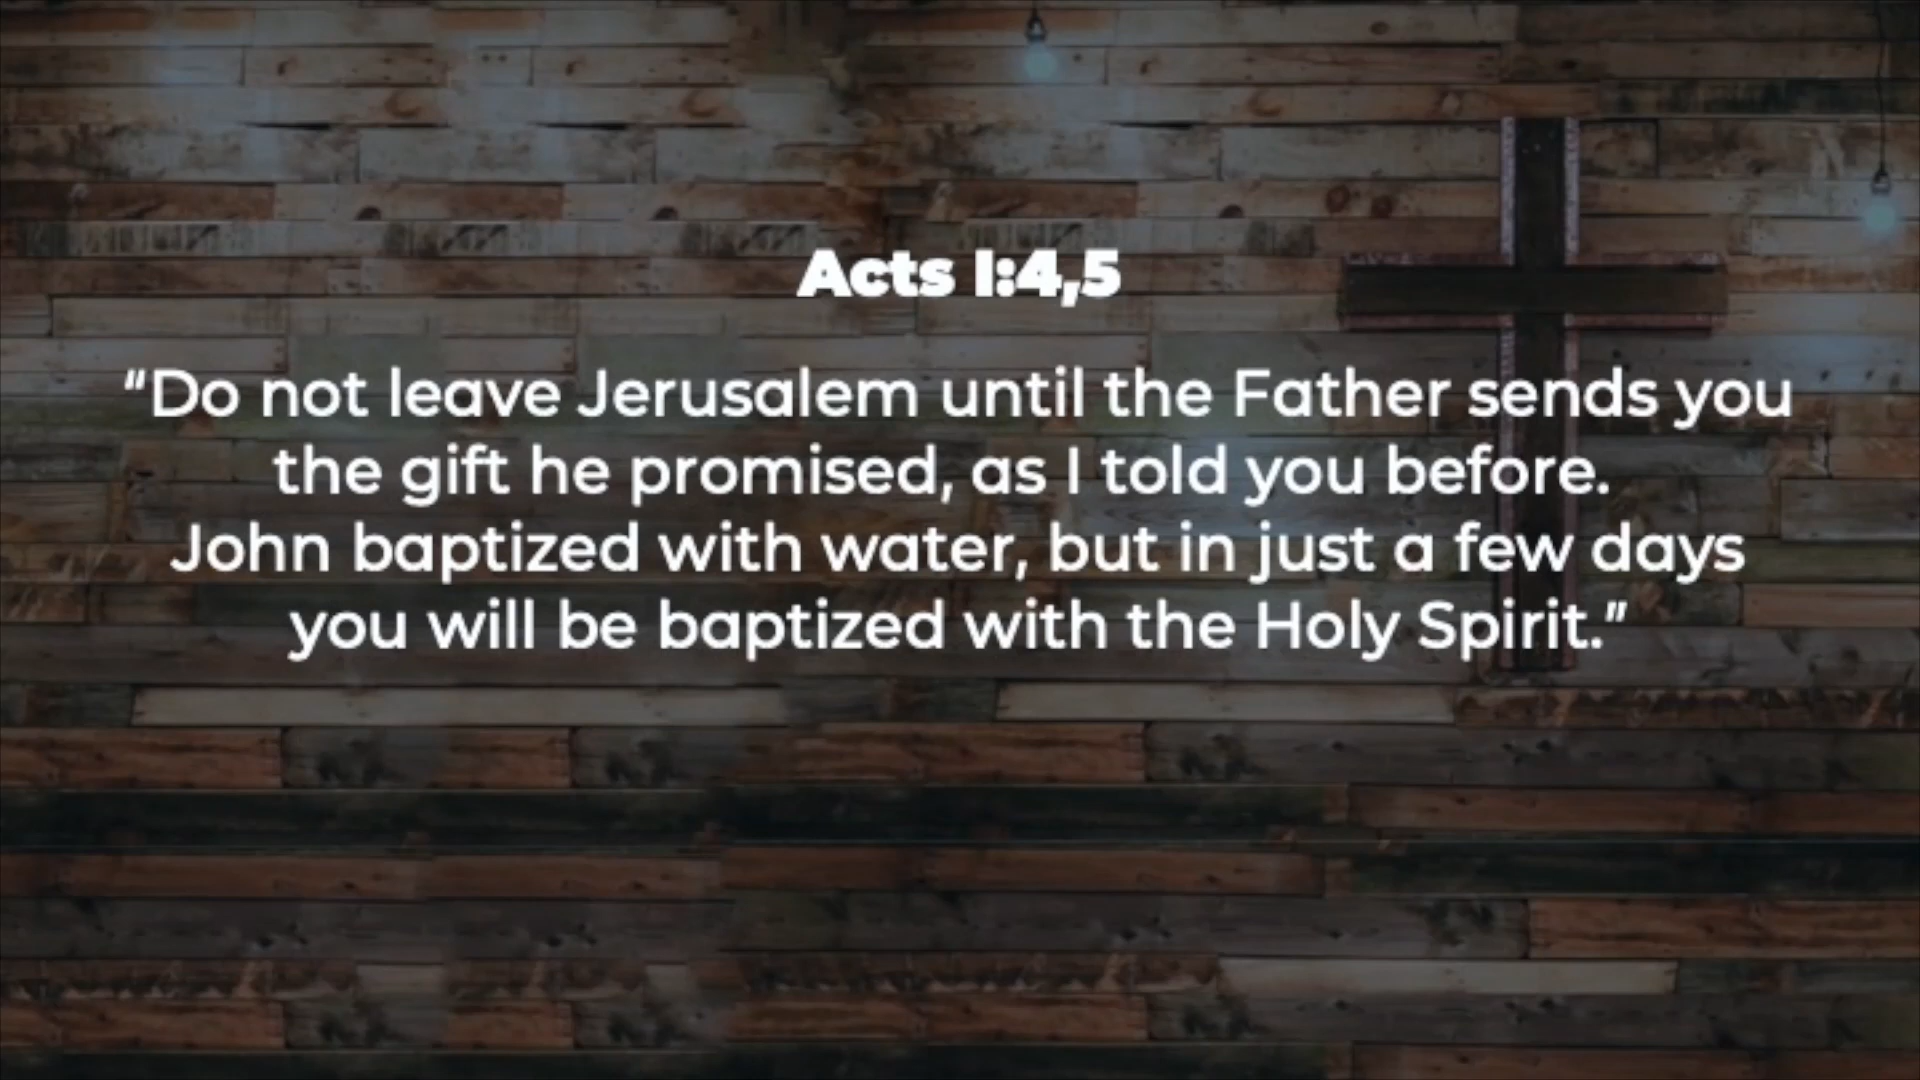 Acts 1:4,5
“Do not leave Jerusalem until the Father sends you
the gift he promised, as I told you before.
John baptized with water, but in just a few days
you will be baptized with the Holy Spirit.”